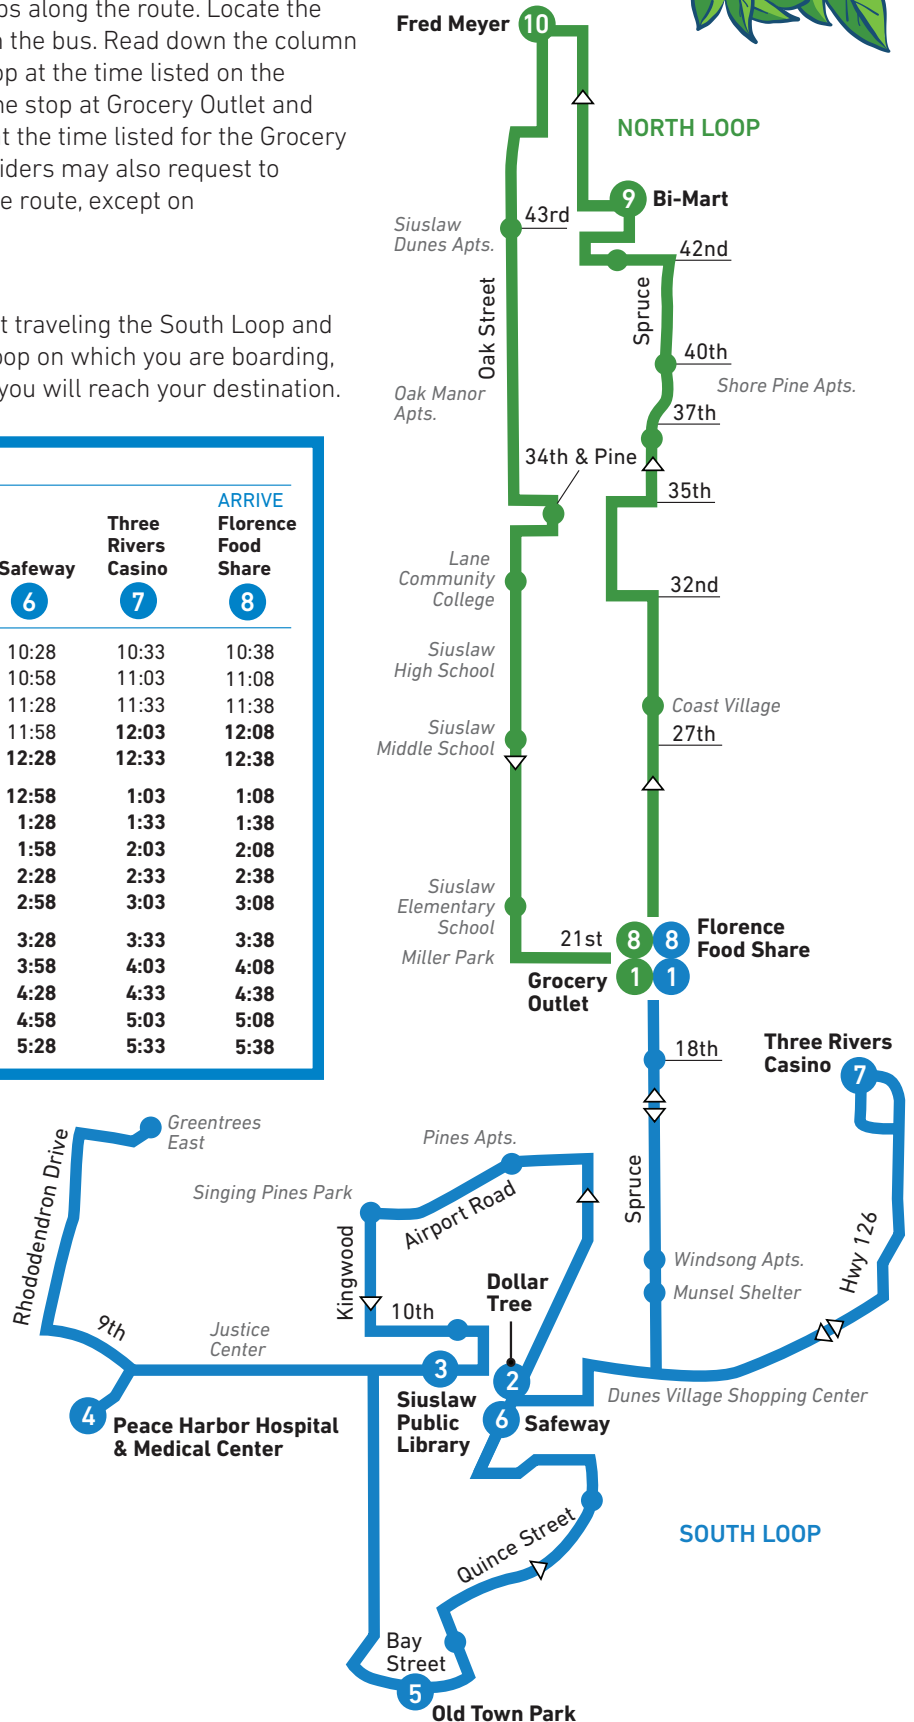 ps along the route. Locate the
the bus. Read down the column
op at the time listed on the
ne stop at Grocery Outlet and
at the time listed for the Grocery
iders may also request to
e route, except on
t traveling the South Loop and
oop on which you are boarding,
you will reach your destination.
ARRIVE
Safeway
Three
Rivers
Casino
Florence
Food
Share
6 7 8
10:28 10:33 10:38
10:58 11:03 11:08
11:28 11:33 11:38
11:58 12:03 12:08
12:28 12:33 12:38
12:58 1:03 1:08
1:28 1:33 1:38
1:58 2:03 2:08
2:28 2:33 2:38
2:58 3:03 3:08
3:28 3:33 3:38
3:58 4:03 4:08
4:28 4:33 4:38
4:58 5:03 5:08
5:28 5:33 5:38
Fred Meyer 10
NORTH LOOP
9 Bi-Mart
43rd
Siuslaw
Dunes Apts.
42nd
Oak Street
Spruce
40th
Shore Pine Apts.
Oak Manor
Apts.
37th
34th & Pine
35th
Lane
Community
College
32nd
Siuslaw
High School
Coast Village
Siuslaw
Middle School
27th
Siuslaw
Elementary
School
Miller Park
21st
8 8
Florence
Food Share
Grocery
Outlet
1 1
18th
Three Rivers
Casino
7
Greentrees
East
Rhododendron Drive
Pines Apts.
Singing Pines Park
Airport Road
Spruce
Kingwood
Hwy 126
Windsong Apts.
Munsel Shelter
Dollar
Tree
10th
9th
Justice
Center
3
2
Siuslaw
Public
Library
Dunes Village Shopping Center
4
Peace Harbor Hospital
& Medical Center
6 Safeway
Quince Street
SOUTH LOOP
Bay
Street
5
Old Town Park